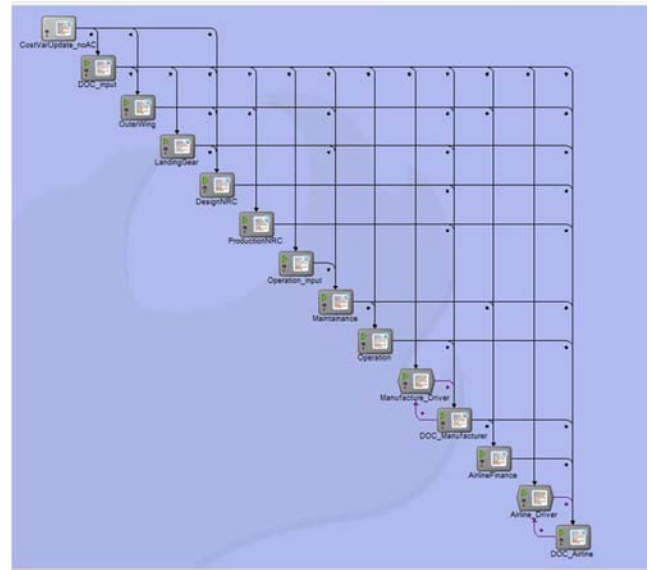 CostVarUpdate_noAC
DOC_input
OuterWing
LandingGear
DesignNRC
ProductionNRC
Operation_input
Maintainance
Operation
Manufacture_Driver
DOC_Manufacturer
AirlineFinance
Airline_Driver
DOC_Airline